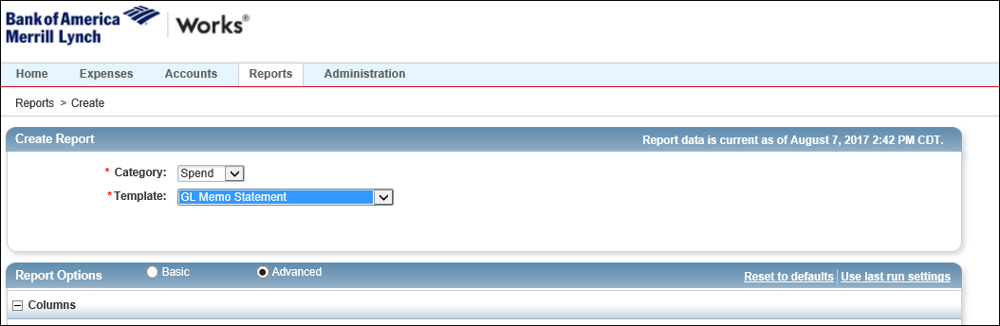 Bank of America
Merrill Lynch
Works®
Home Expenses Accounts Reports Administration
Reports > Create
Create Report Report data is current as of August 7, 2017 2:42 PM CDT.
* Category: Spend
* Template: GL Memo Statement
Report Options Basic Advanced Reset to defaults Use last run settings
Columns